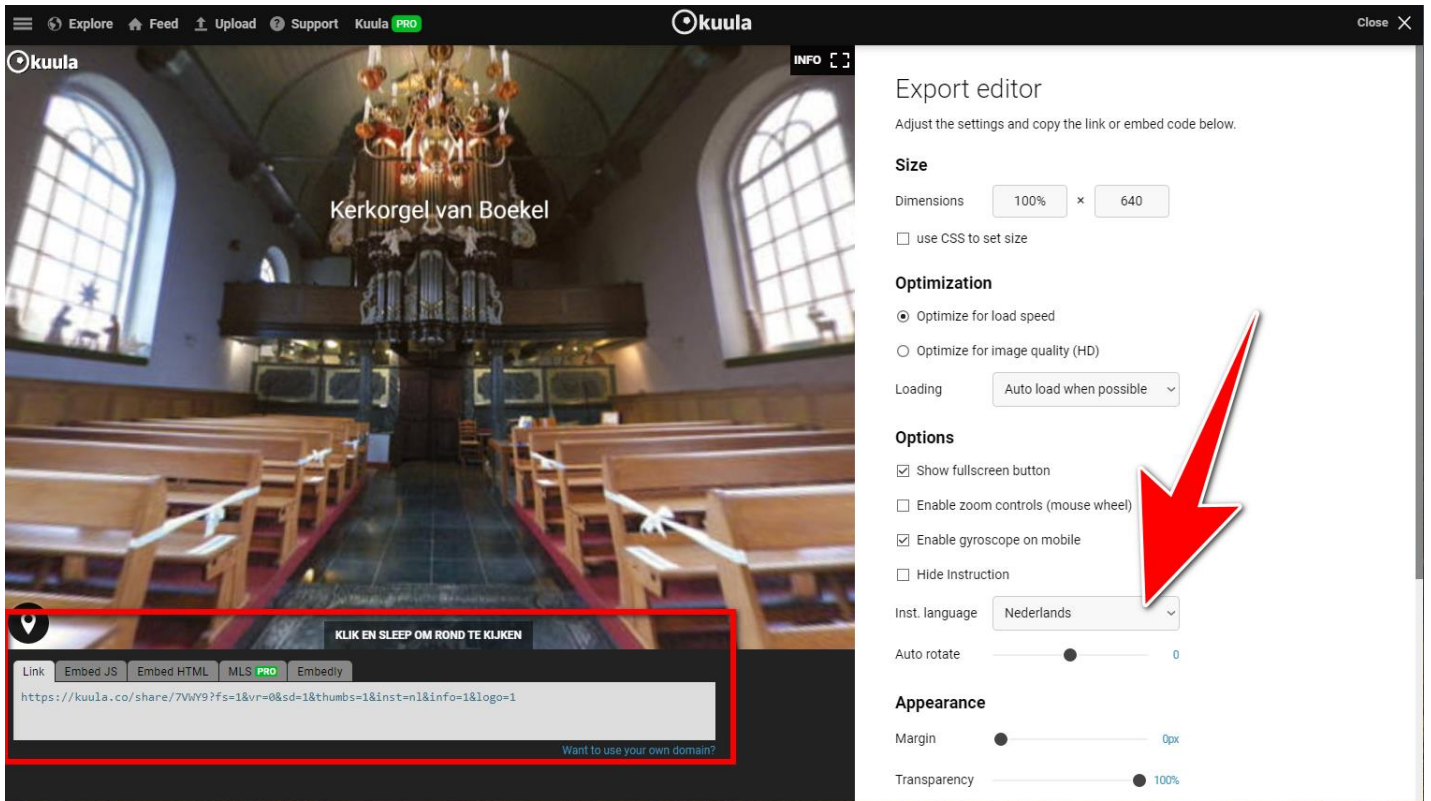 Explore Feed Upload Support Kuula PRO
kuula
Close
kuula
INFO
Kerkorgel van Boekel
KLIK EN SLEEP OM ROND TE KIJKEN
Link Embed JS Embed HTML MLS PRO Embedly
https://kuula.co/share/7VWY9?fs=1&vr=0&sd=1&thumbs=1&inst=nl&info=1&logo=1
Want to use your own domain?
Export editor
Adjust the settings and copy the link or embed code below.
Size
Dimensions 100% × 640
use CSS to set size
Optimization
Optimize for load speed
Optimize for image quality (HD)
Loading Auto load when possible
Options
Show fullscreen button
Enable zoom controls (mouse wheel)
Enable gyroscope on mobile
Hide Instruction
Inst. language Nederlands
Auto rotate 0
Appearance
Margin 0px
Transparency 100%